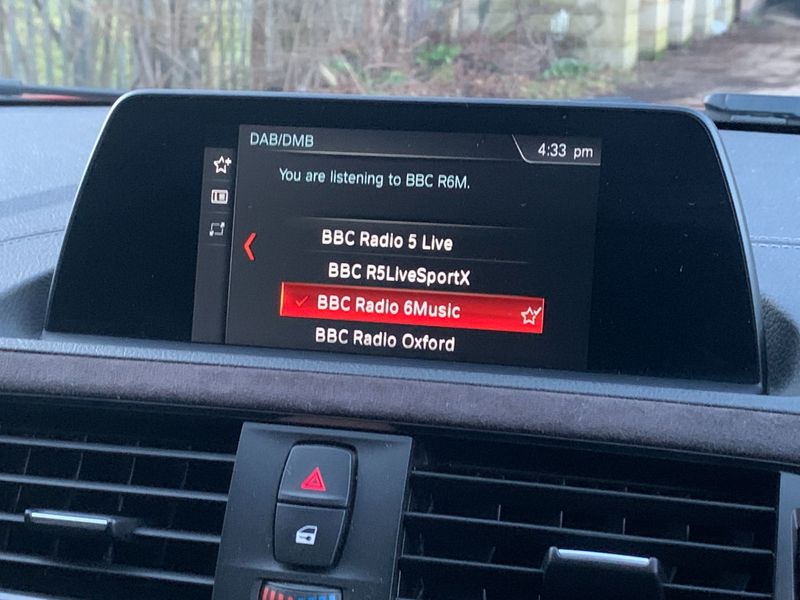 DAB/DMB
4:33 pm
You are listening to BBC R6M.
BBC Radio 5 Live
BBC R5LiveSportX
BBC Radio 6Music
BBC Radio Oxford